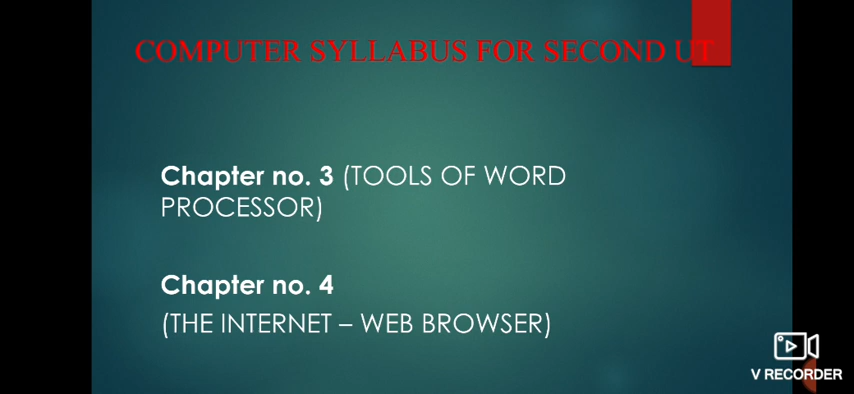 COMPUTER SYLLABUS FOR SECOND UT
Chapter no. 3 (TOOLS OF WORD
PROCESSOR)
Chapter no. 4
(THE INTERNET – WEB BROWSER)
V RECORDER